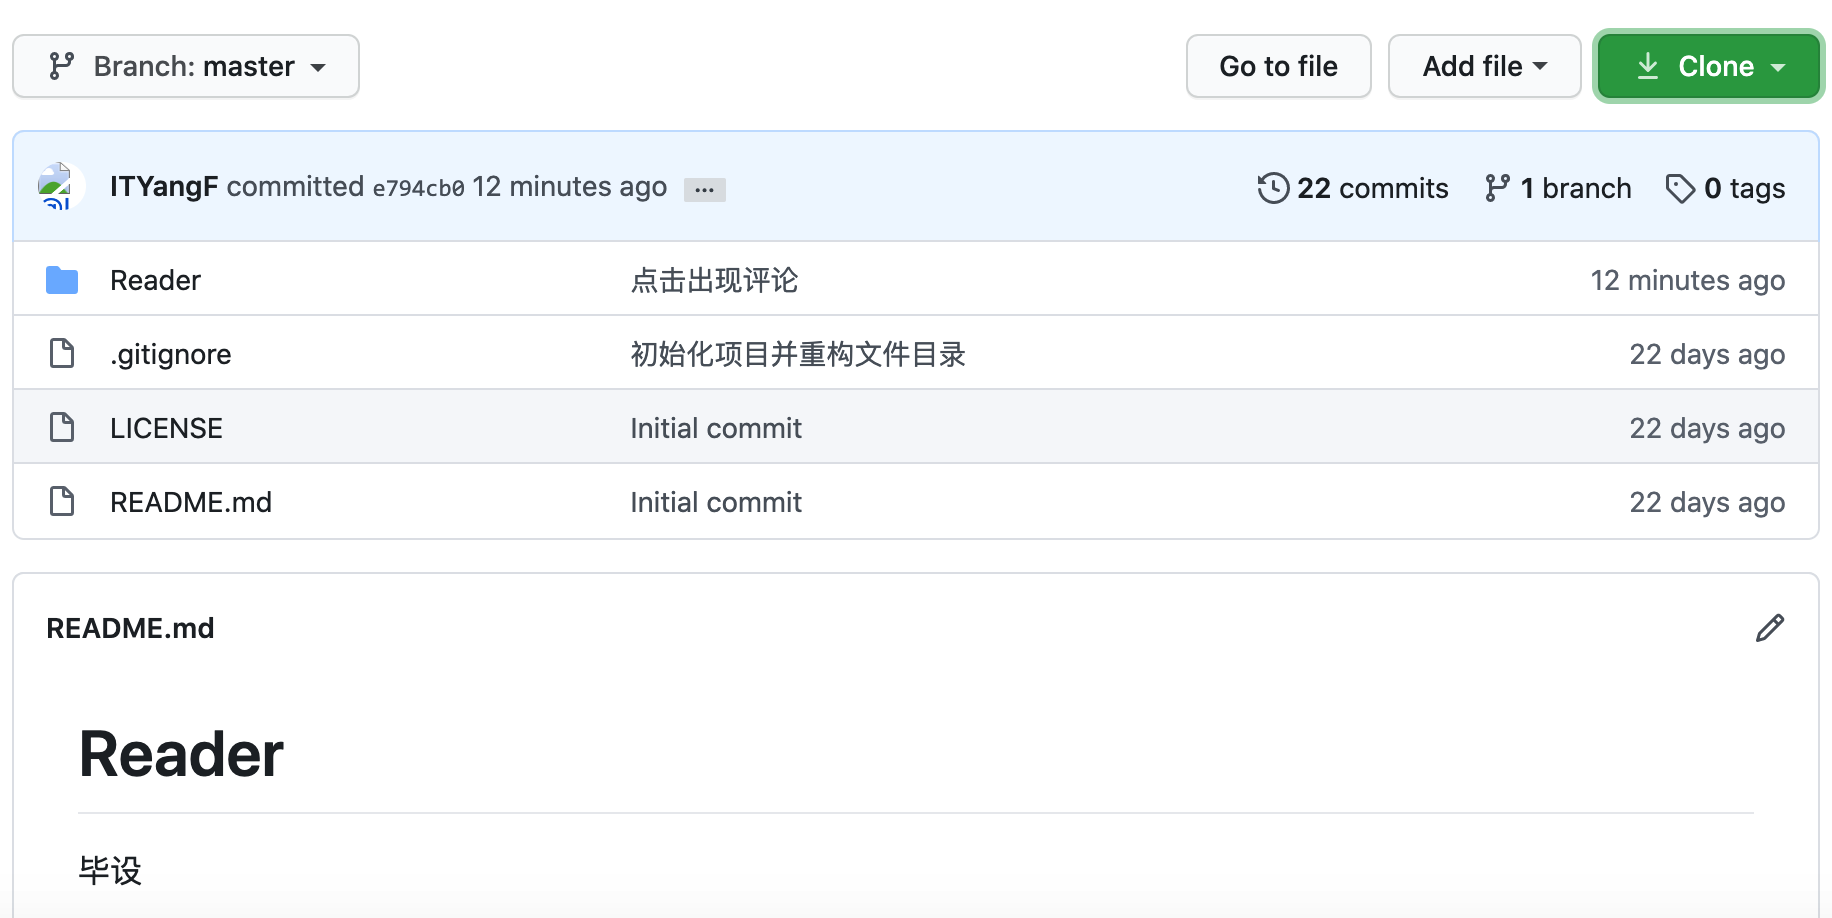 Branch: master Go to file Add file Clone
ITYangF committed e794cb0 12 minutes ago ... 22 commits 1 branch 0 tags
Reader 点击出现评论 12 minutes ago
.gitignore 初始化项目并重构文件目录 22 days ago
LICENSE Initial commit 22 days ago
README.md Initial commit 22 days ago
README.md
Reader
毕设